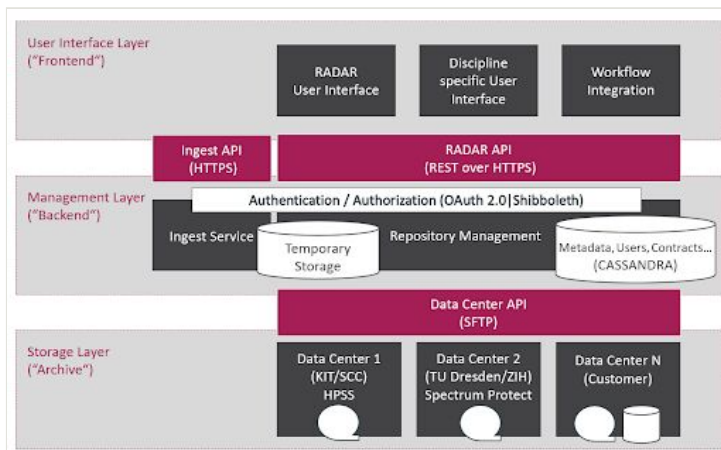 User Interface Layer
("Frontend")
RADAR
User Interface
Discipline
specific User
Interface
Workflow
Integration
Ingest API
(HTTPS)
RADAR API
(REST over HTTPS)
Management Layer
("Backend")
Authentication / Authorization (OAuth 2.0|Shibboleth)
Ingest Service
Temporary
Storage
Repository Management
Metadata, Users, Contracts...
(CASSANDRA)
Data Center API
(SFTP)
Storage Layer
("Archive")
Data Center 1
(KIT/SCC)
HPSS
Data Center 2
(TU Dresden/ZIH)
Spectrum Protect
Data Center N
(Customer)